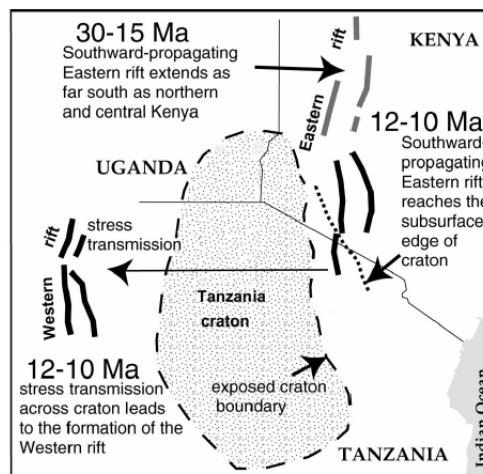 30-15 Ma
Southward-propagating
Eastern rift extends as
far south as northern
and central Kenya
rift
Eastern
KENYA
12-10 Ma
Southward-
propagating
Eastern rift
reaches the
subsurface
edge of
craton
UGANDA
rift
Western
stress
transmission
Tanzania
craton
12-10 Ma
stress transmission
across craton leads
to the formation of the
Western rift
exposed craton
boundary
TANZANIA
Indian Ocean